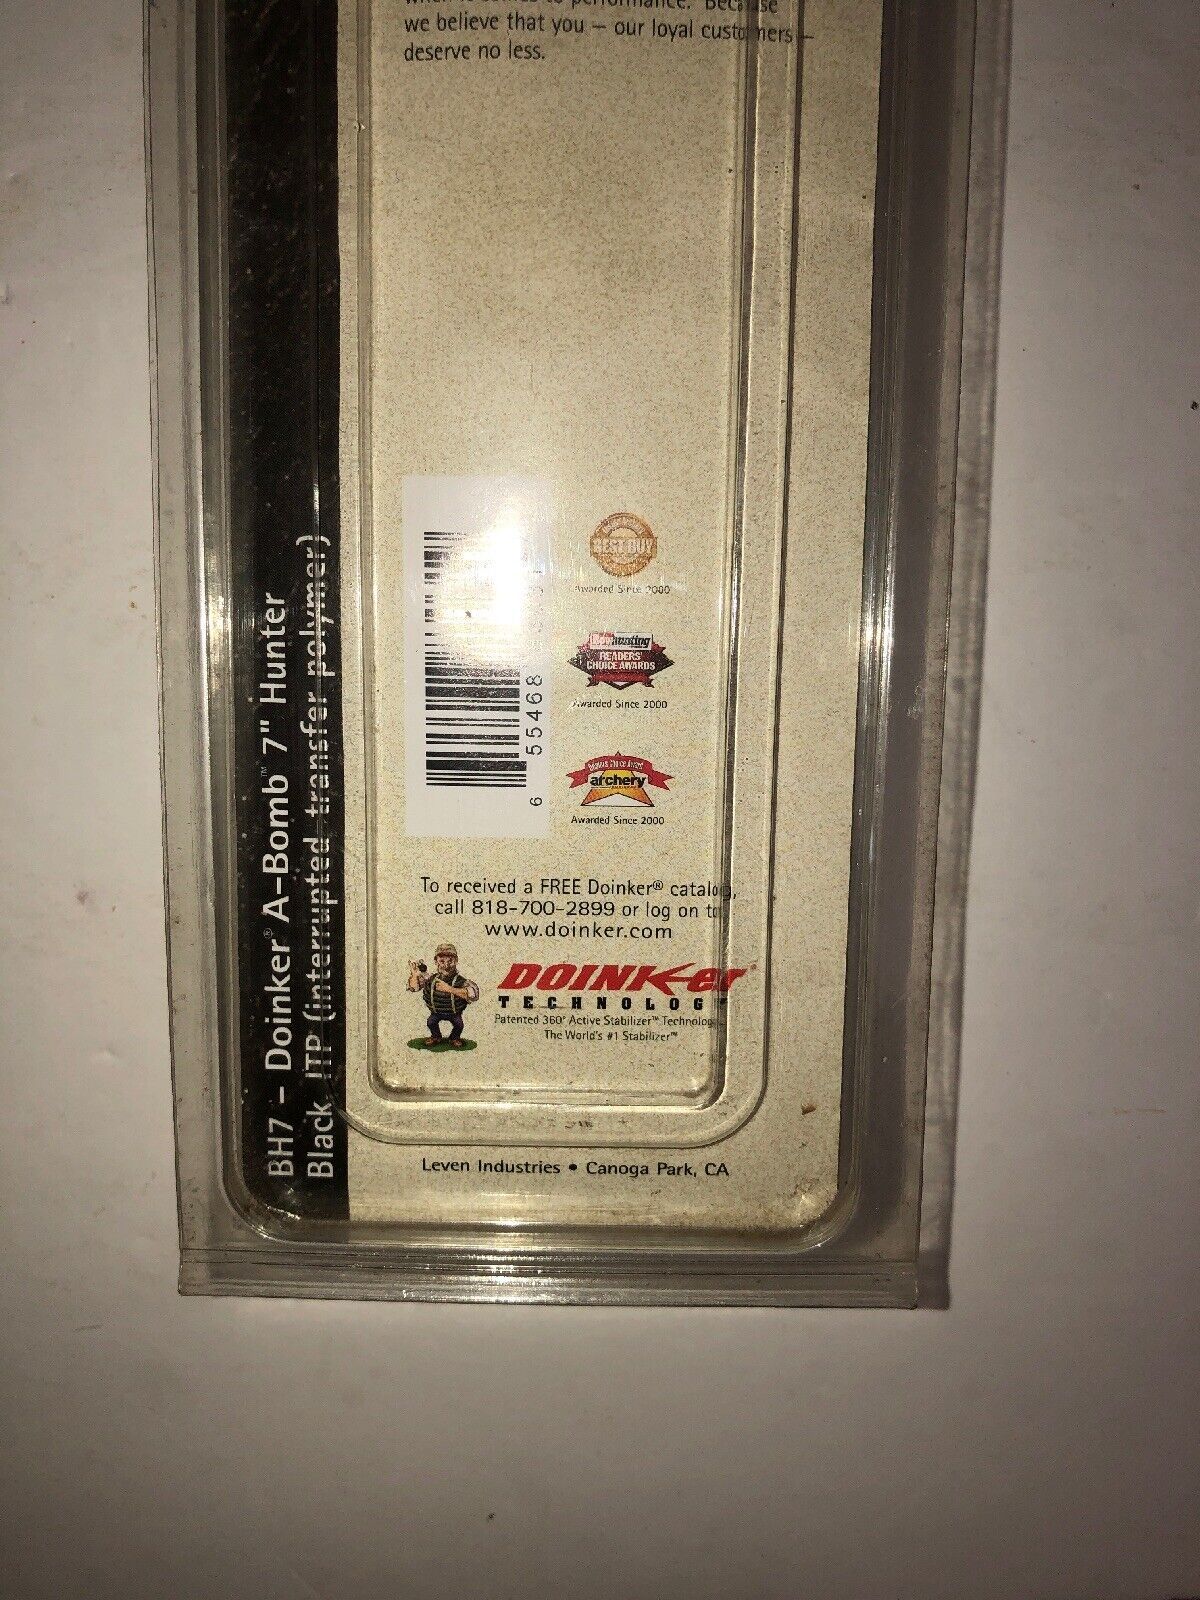 when it comes to performance. Because
we believe that you – our loyal customers –
deserve no less.
BH7 – Doinker® A-Bomb™ 7" Hunter
Black ITP (interrupted transfer polymer)
6 55468
BEST BUY
Awarded Since 2000
Bowhunting
READERS'
CHOICE AWARDS
Awarded Since 2000
archery
Awarded Since 2000
To received a FREE Doinker® catalog,
call 818-700-2899 or log on to
www.doinker.com
DOINKer®
TECHNOLOGY
Patented 360° Active Stabilizer™ Technology
The World's #1 Stabilizer™
Leven Industries • Canoga Park, CA